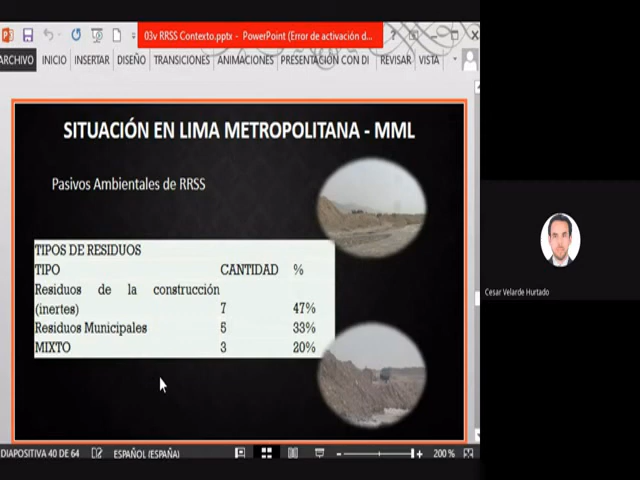 03v RRSS Conterto.pptx - PowerPoint (Error de activación d...
ARCHIVO INICIO INSERTAR DISEÑO TRANSICIONES ANIMACIONES PRESENTACIÓN CON DI REVISAR VISTA
SITUACIÓN EN LIMA METROPOLITANA - MML
Pasivos Ambientales de RRSS
TIPOS DE RESIDUOS
TIPO CANTIDAD %
Residuos de la construcción
(inertes) 7 47%
Residuos Municipales 5 33%
MIXTO 3 20%
Cesar Velarde Hurtado
DIAPOSITIVA 40 DE 64 ESPAÑOL (ESPAÑA) 200 %